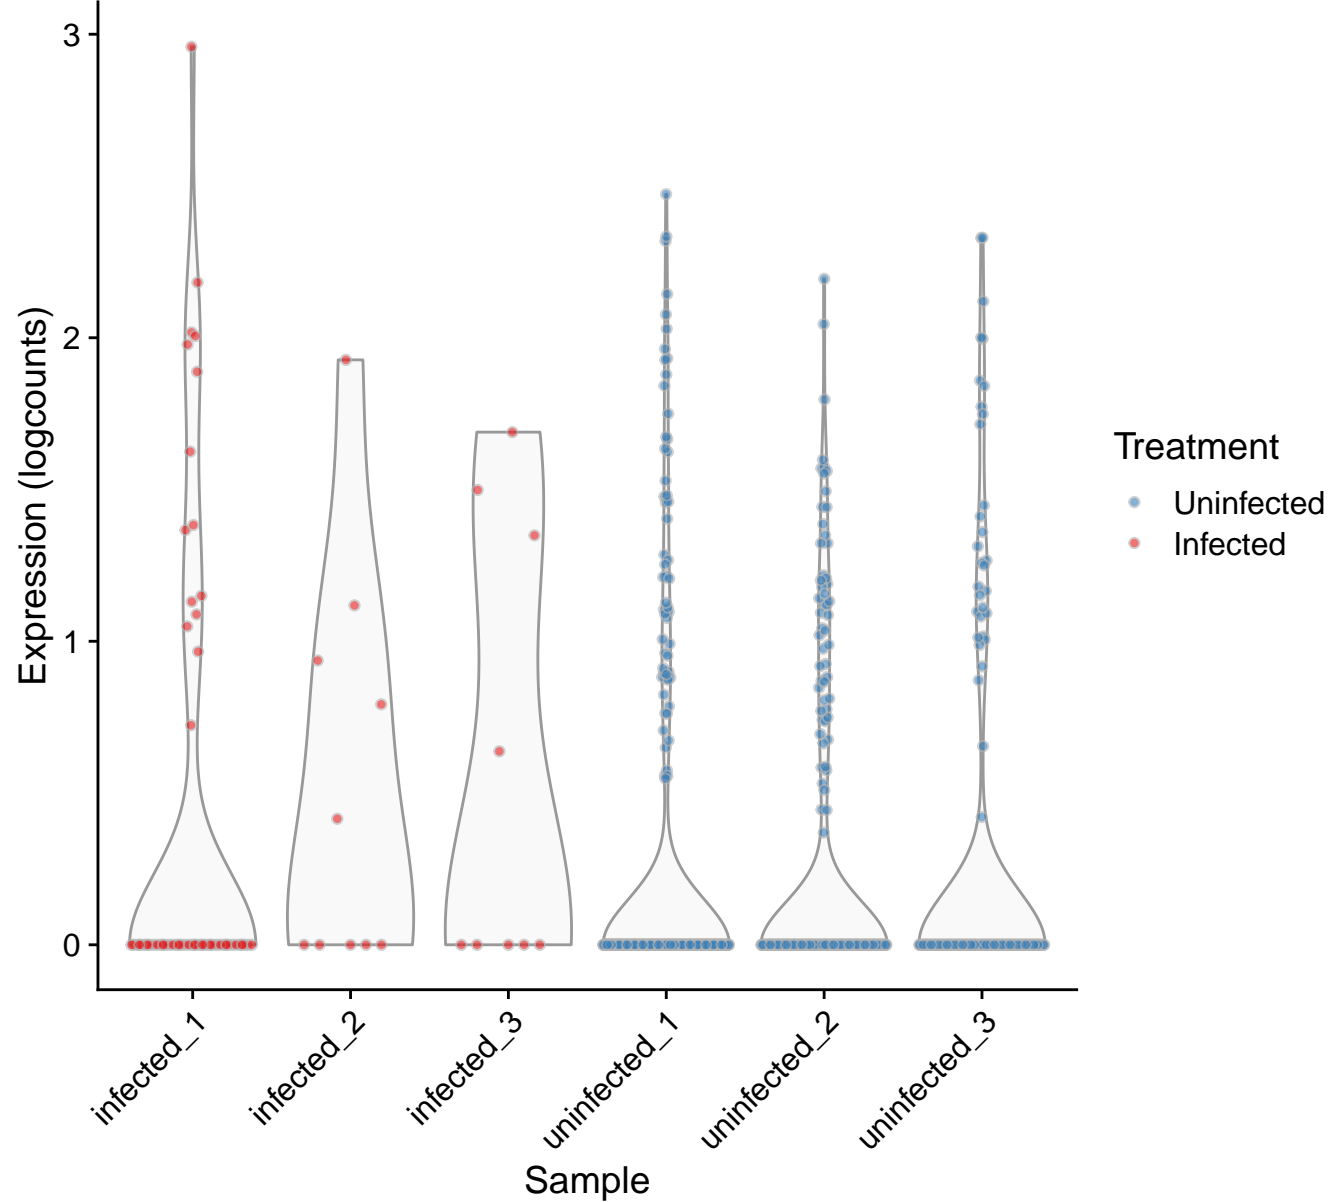 3
2
1
0
Expression (logcounts)
infected_1
infected_2
infected_3
uninfected_1
uninfected_2
uninfected_3
Sample
Treatment
Uninfected
Infected